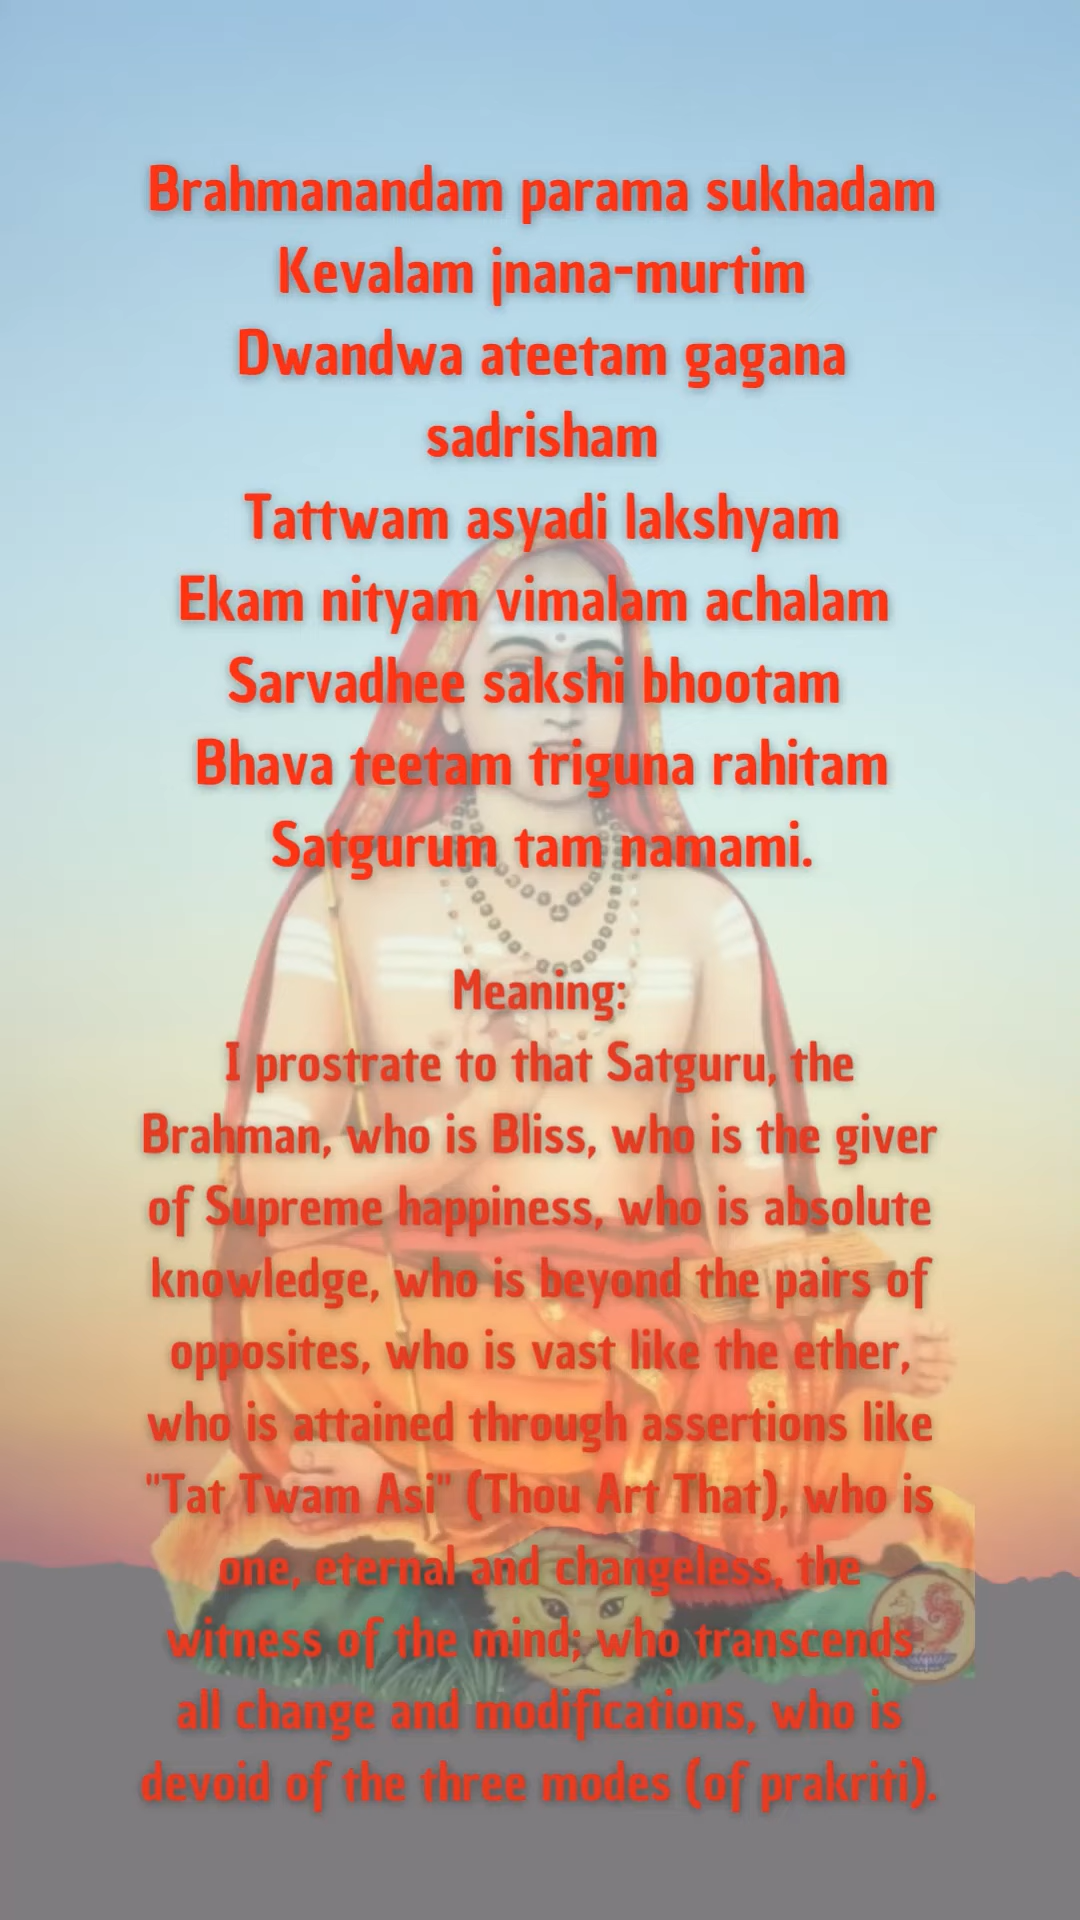 Brahmanandam parama sukhadam
Kevalam jnana-murtim
Dwandwa ateetam gagana
sadrisham
Tattwam asyadi lakshyam
Ekam nityam vimalam achalam
Sarvadhee sakshi bhootam
Bhava teetam triguna rahitam
Satgurum tam namami.
Meaning:
I prostrate to that Satguru, the
Brahman, who is Bliss, who is the giver
of Supreme happiness, who is absolute
knowledge, who is beyond the pairs of
opposites, who is vast like the ether,
who is attained through assertions like
"Tat Twam Asi" (Thou Art That), who is
one, eternal and changeless, the
witness of the mind; who transcends
all change and modifications, who is
devoid of the three modes (of prakriti).